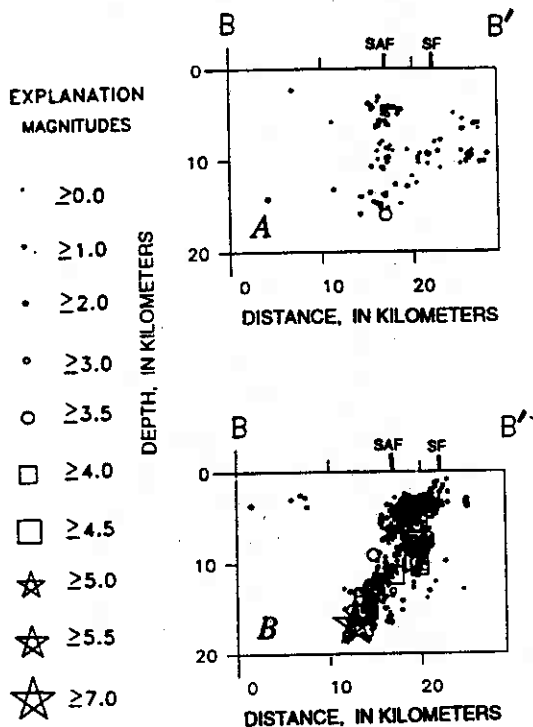 EXPLANATION
MAGNITUDES
≥0.0
≥1.0
≥2.0
≥3.0
≥3.5
≥4.0
≥4.5
≥5.0
≥5.5
≥7.0
DEPTH, IN KILOMETERS
B B′
SAF SF
0
10
20
A
0 10 20
DISTANCE, IN KILOMETERS
B B′
SAF SF
0
10
20
B
0 10 20
DISTANCE, IN KILOMETERS